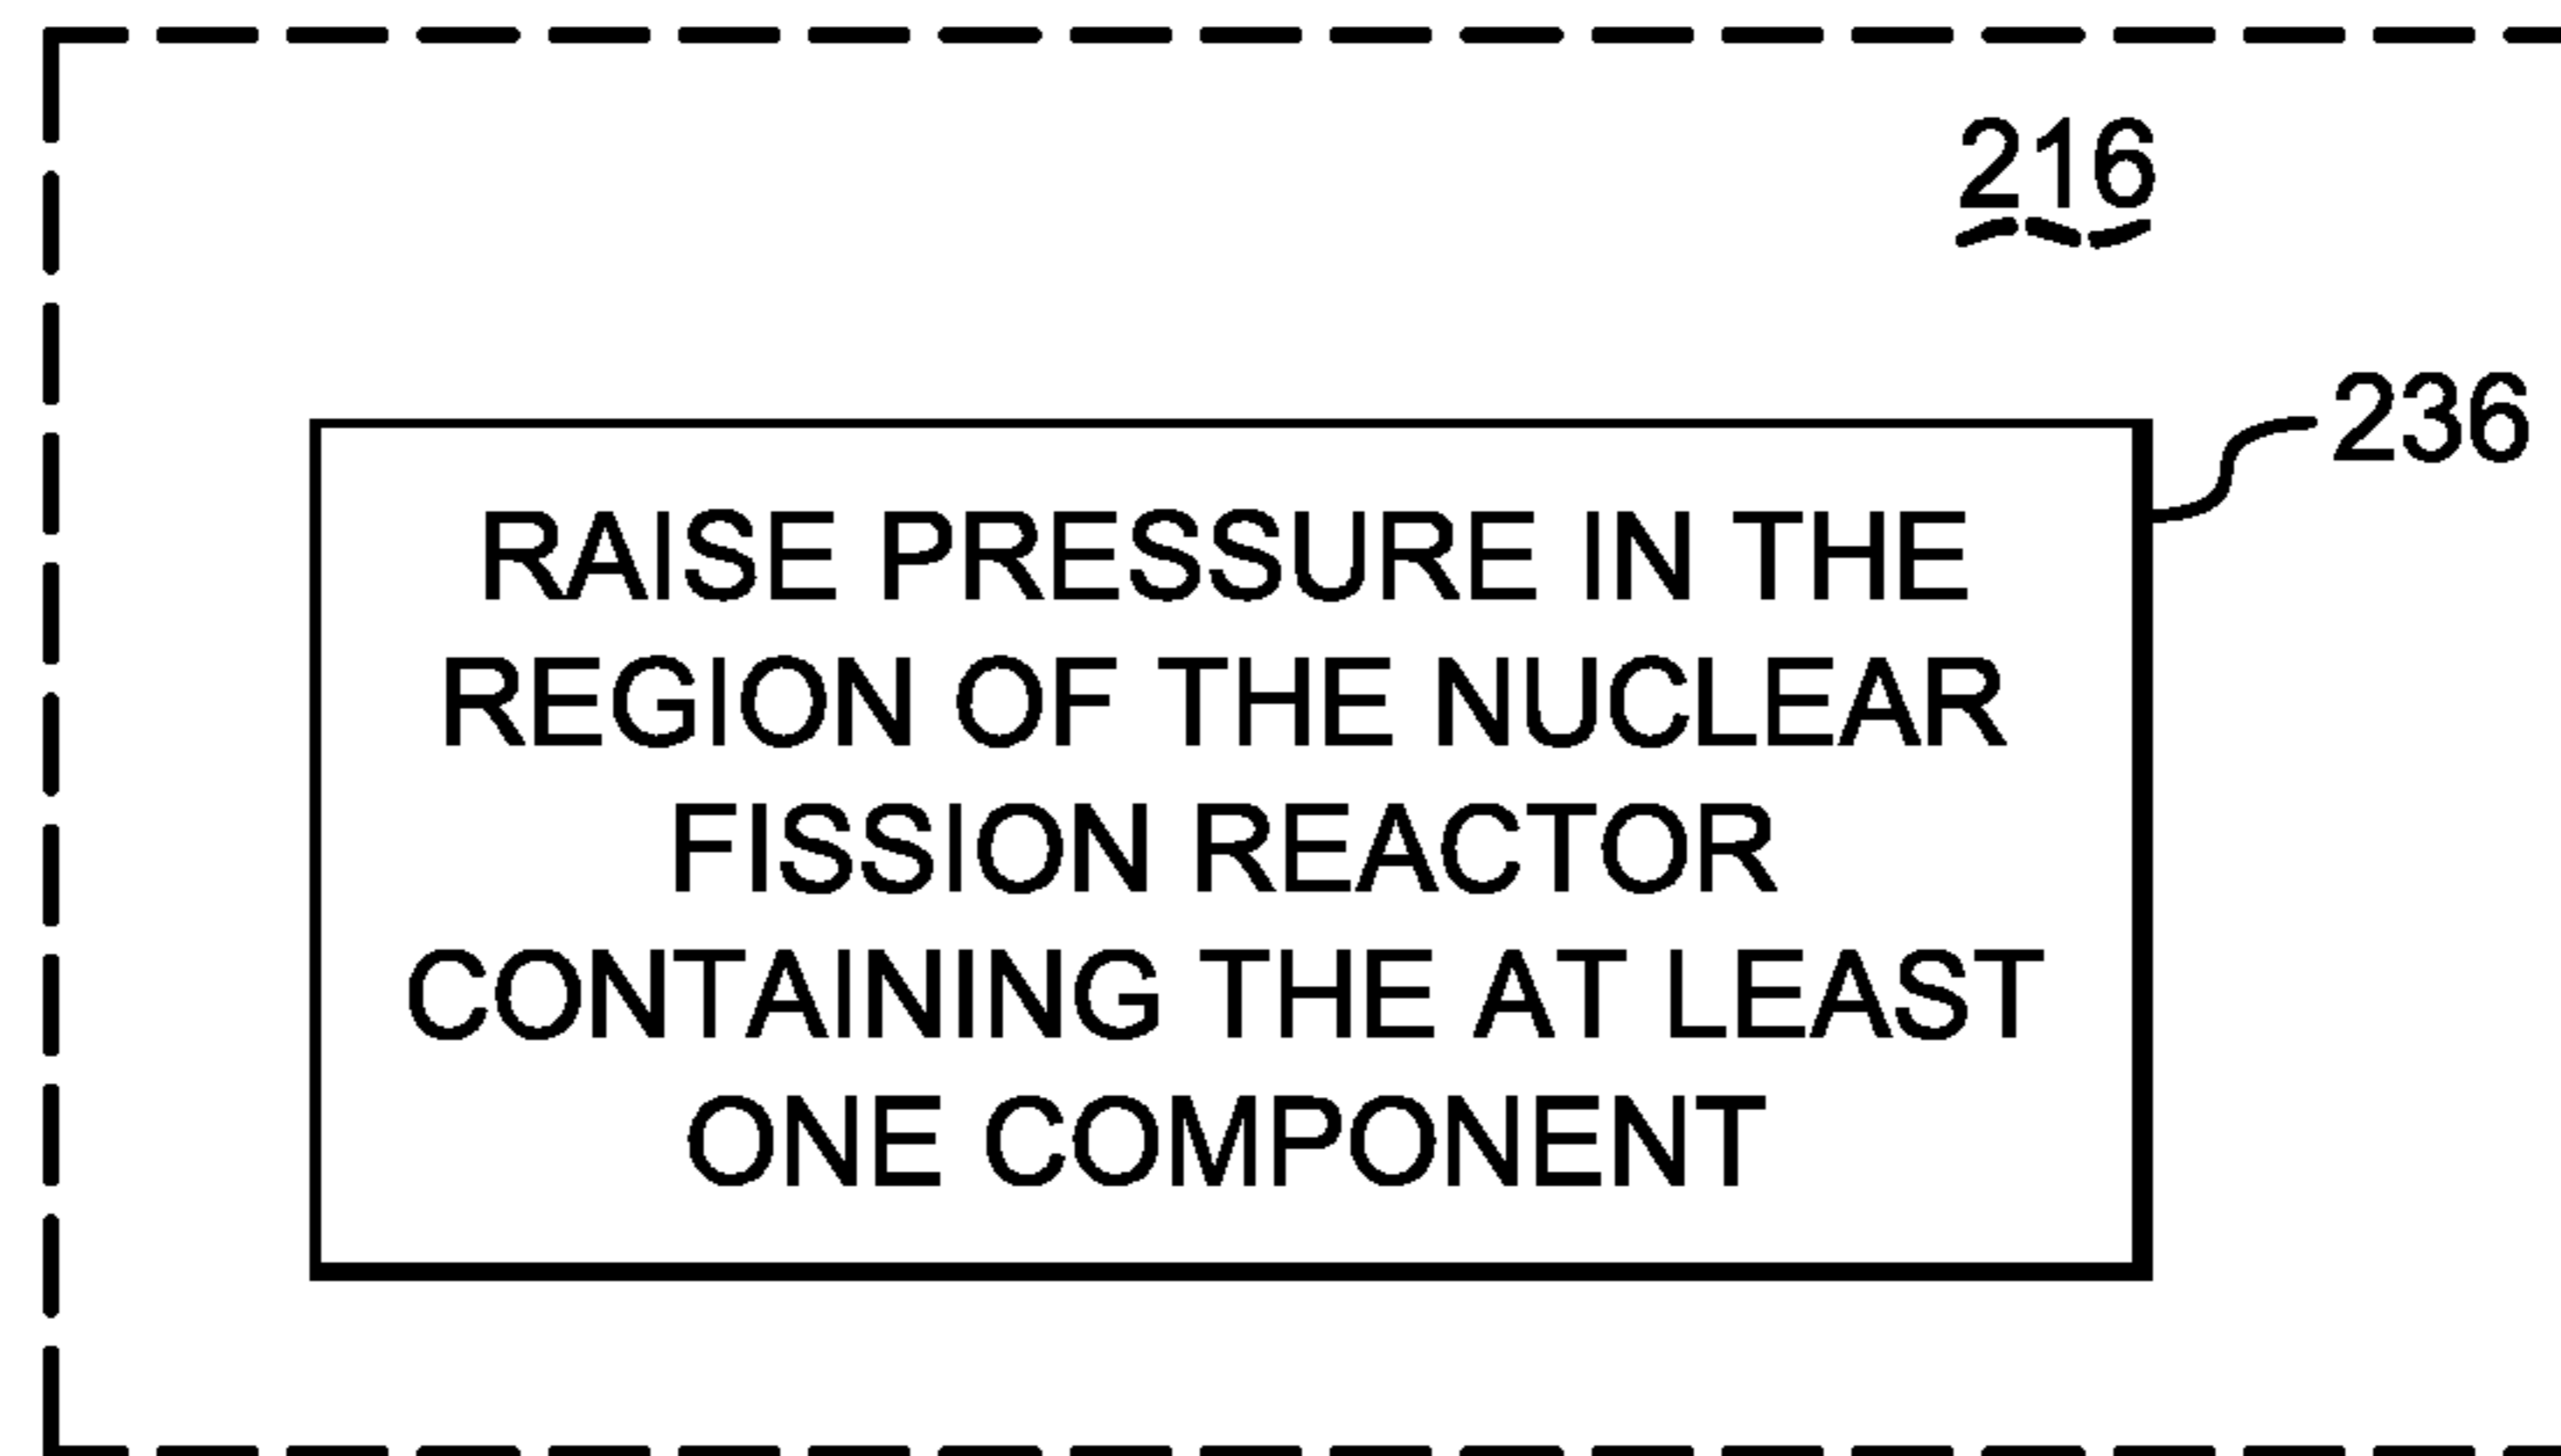 216
236
RAISE PRESSURE IN THE
REGION OF THE NUCLEAR
FISSION REACTOR
CONTAINING THE AT LEAST
ONE COMPONENT